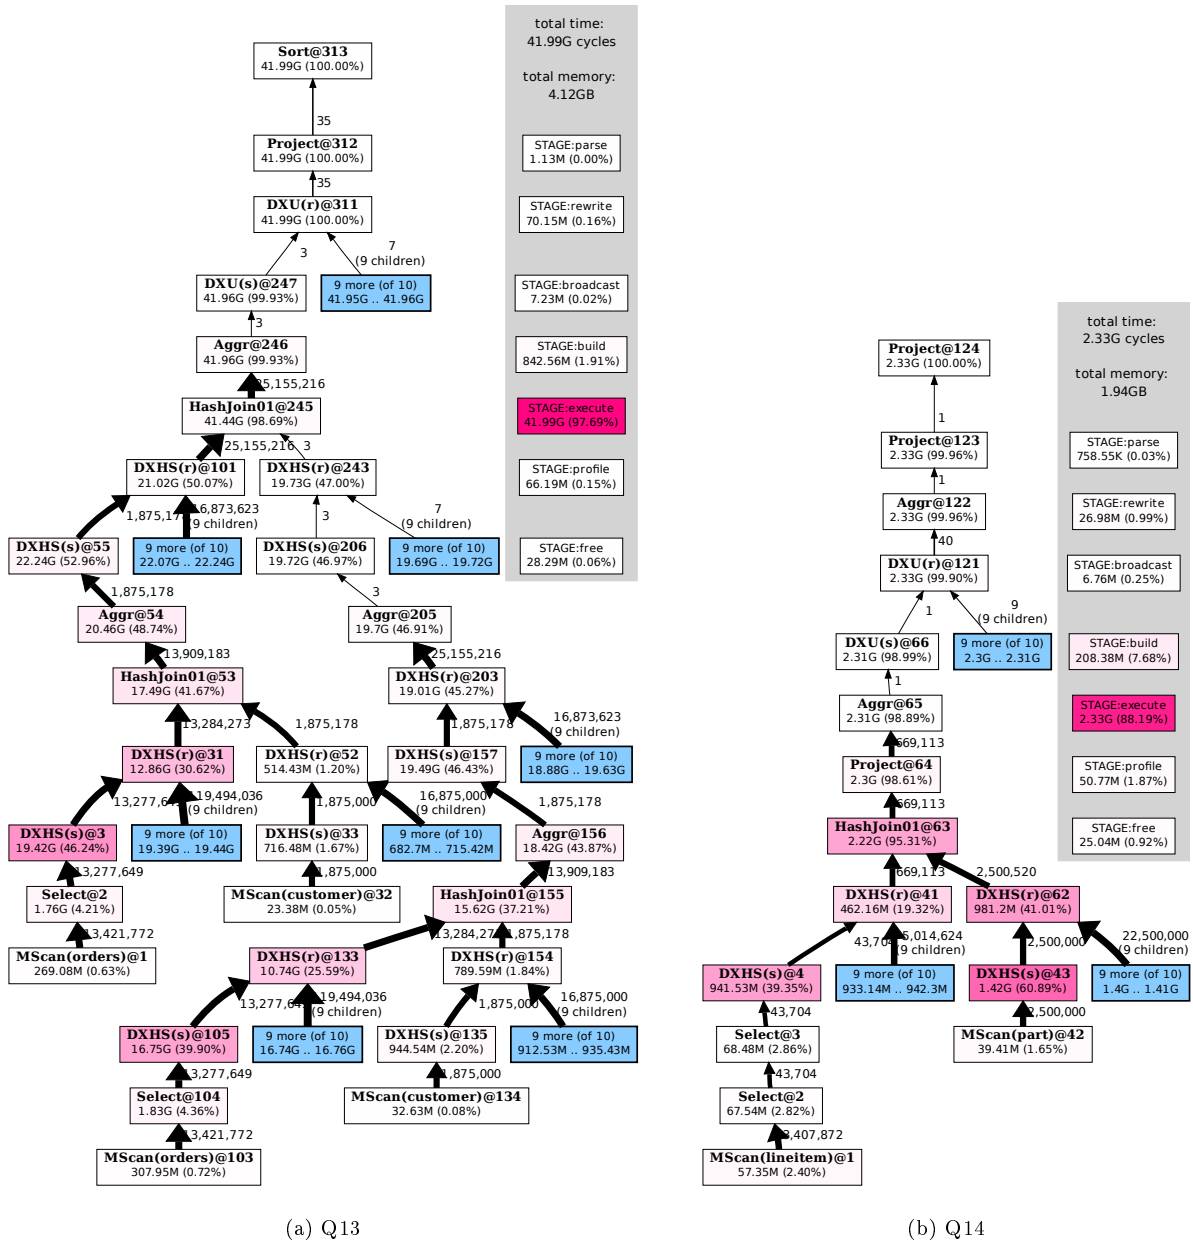 total time:
41.99G cycles
total memory:
4.12GB
Sort@313
41.99G (100.00%)
35
Project@312
41.99G (100.00%)
STAGE:parse
1.13M (0.00%)
35
DXU(r)@311
41.99G (100.00%)
STAGE:rewrite
70.15M (0.16%)
3
7
(9 children)
DXU(s)@247
41.96G (99.93%)
9 more (of 10)
41.95G .. 41.96G
STAGE:broadcast
7.23M (0.02%)
3
Aggr@246
41.96G (99.93%)
STAGE:build
842.56M (1.91%)
25,155,216
HashJoin01@245
41.44G (98.69%)
STAGE:execute
41.99G (97.69%)
25,155,216
3
DXHS(r)@101
21.02G (50.07%)
DXHS(r)@243
19.73G (47.00%)
STAGE:profile
66.19M (0.15%)
1,875,178
16,873,623
(9 children)
3
7
(9 children)
DXHS(s)@55
22.24G (52.96%)
9 more (of 10)
22.07G .. 22.24G
DXHS(s)@206
19.72G (46.97%)
9 more (of 10)
19.69G .. 19.72G
STAGE:free
28.29M (0.06%)
1,875,178
3
Aggr@54
20.46G (48.74%)
Aggr@205
19.7G (46.91%)
13,909,183
25,155,216
HashJoin01@53
17.49G (41.67%)
DXHS(r)@203
19.01G (45.27%)
13,284,273
1,875,178
1,875,178
16,873,623
(9 children)
DXHS(r)@31
12.86G (30.62%)
DXHS(r)@52
514.43M (1.20%)
DXHS(s)@157
19.49G (46.43%)
9 more (of 10)
18.88G .. 19.63G
13,277,649
119,494,036
(9 children)
1,875,000
16,875,000
(9 children)
1,875,178
DXHS(s)@3
19.42G (46.24%)
9 more (of 10)
19.39G .. 19.44G
DXHS(s)@33
716.48M (1.67%)
9 more (of 10)
682.7M .. 715.42M
Aggr@156
18.42G (43.87%)
13,277,649
1,875,000
13,909,183
Select@2
1.76G (4.21%)
MScan(customer)@32
23.38M (0.05%)
HashJoin01@155
15.62G (37.21%)
13,421,772
13,284,273
1,875,178
MScan(orders)@1
269.08M (0.63%)
DXHS(r)@133
10.74G (25.59%)
DXHS(r)@154
789.59M (1.84%)
13,277,649
119,494,036
(9 children)
1,875,000
16,875,000
(9 children)
DXHS(s)@105
16.75G (39.90%)
9 more (of 10)
16.74G .. 16.76G
DXHS(s)@135
944.54M (2.20%)
9 more (of 10)
912.53M .. 935.43M
13,277,649
1,875,000
Select@104
1.83G (4.36%)
MScan(customer)@134
32.63M (0.08%)
13,421,772
MScan(orders)@103
307.95M (0.72%)
(a) Q13
total time:
2.33G cycles
total memory:
1.94GB
Project@124
2.33G (100.00%)
1
Project@123
2.33G (99.96%)
STAGE:parse
758.55K (0.03%)
1
Aggr@122
2.33G (99.96%)
STAGE:rewrite
26.98M (0.99%)
40
DXU(r)@121
2.33G (99.90%)
STAGE:broadcast
6.76M (0.25%)
1
9
(9 children)
DXU(s)@66
2.31G (98.99%)
9 more (of 10)
2.3G .. 2.31G
STAGE:build
208.38M (7.68%)
1
Aggr@65
2.31G (98.89%)
STAGE:execute
2.33G (88.19%)
669,113
Project@64
2.3G (98.61%)
STAGE:profile
50.77M (1.87%)
669,113
HashJoin01@63
2.22G (95.31%)
STAGE:free
25.04M (0.92%)
669,113
2,500,520
DXHS(r)@41
462.16M (19.32%)
DXHS(r)@62
981.2M (41.01%)
43,704
(9 children)
2,500,000
22,500,000
(9 children)
DXHS(s)@4
941.53M (39.35%)
9 more (of 10)
933.14M .. 942.3M
DXHS(s)@43
1.42G (60.89%)
9 more (of 10)
1.4G .. 1.41G
43,704
2,500,000
Select@3
68.48M (2.86%)
MScan(part)@42
39.41M (1.65%)
43,704
Select@2
67.54M (2.82%)
MScan(lineitem)@1
57.35M (2.40%)
(b) Q14